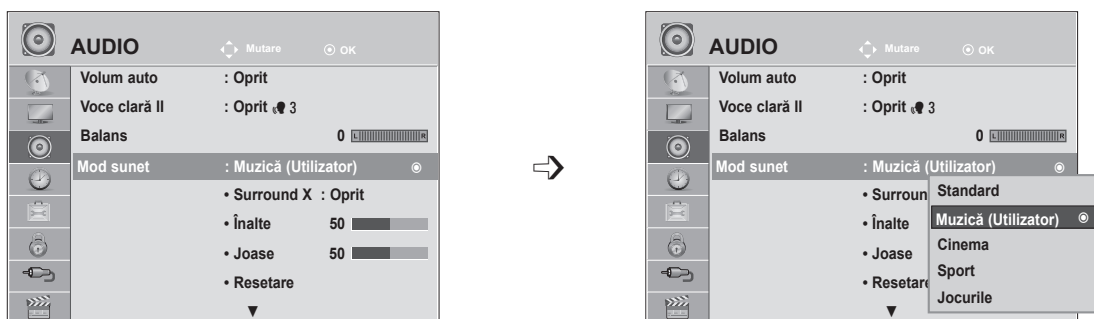 AUDIO Mutare OK
Volum auto : Oprit
Voce clară II : Oprit 3
Balans 0 L R
Mod sunet : Muzică (Utilizator)
• Surround X : Oprit
• Înalte 50
• Joase 50
• Resetare
▼
AUDIO Mutare OK
Volum auto : Oprit
Voce clară II : Oprit 3
Balans 0 L R
Mod sunet : Muzică (Utilizator)
• Surroun
• Înalte
• Joase
• Resetare
▼
Standard
Muzică (Utilizator)
Cinema
Sport
Jocurile